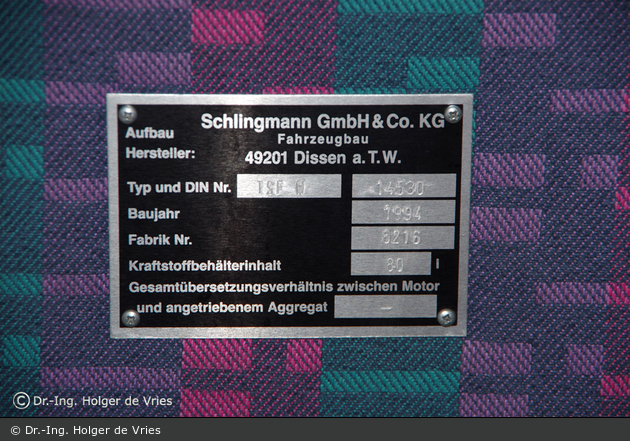 Aufbau
Hersteller:
Schlingmann GmbH & Co. KG
Fahrzeugbau
49201 Dissen a.T.W.
Typ und DIN Nr. 14530
Baujahr 1994
Fabrik Nr. 6216
Kraftstoffbehälterinhalt 80 l
Gesamtübersetzungsverhältnis zwischen Motor
und angetriebenem Aggregat —
© Dr.-Ing. Holger de Vries
© Dr.-Ing. Holger de Vries